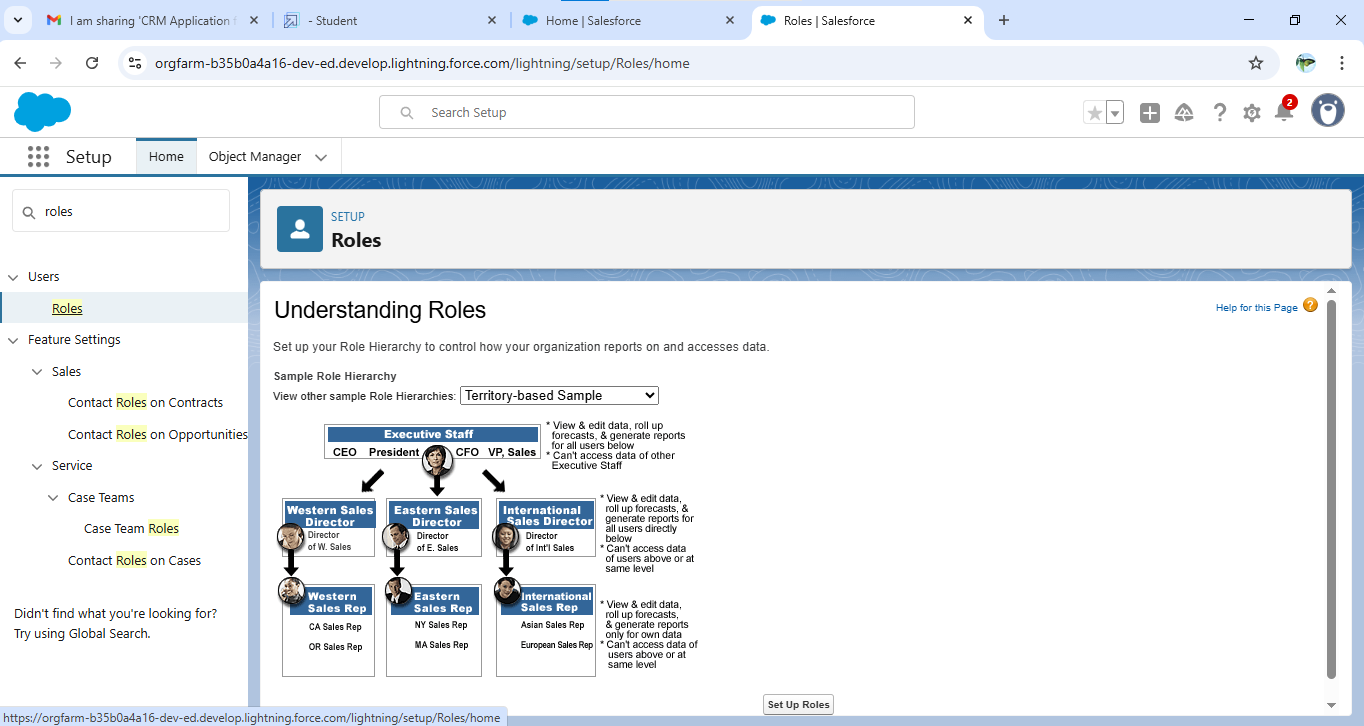 I am sharing 'CRM Application f
- Student
Home | Salesforce
Roles | Salesforce
orgfarm-b35b0a4a16-dev-ed.develop.lightning.force.com/lightning/setup/Roles/home
Search Setup
2
Setup
Home
Object Manager
roles
Users
Roles
Feature Settings
Sales
Contact Roles on Contracts
Contact Roles on Opportunities
Service
Case Teams
Case Team Roles
Contact Roles on Cases
Didn't find what you're looking for?
Try using Global Search.
SETUP
Roles
Understanding Roles
Help for this Page
Set up your Role Hierarchy to control how your organization reports on and accesses data.
Sample Role Hierarchy
View other sample Role Hierarchies: Territory-based Sample
Executive Staff
CEO President CFO VP, Sales
* View & edit data, roll up
forecasts, & generate reports
for all users below
* Can't access data of other
Executive Staff
Western Sales
Director
Director
of W. Sales
Eastern Sales
Director
Director
of E. Sales
International
Sales Director
Director
of Int'l Sales
* View & edit data,
roll up forecasts, &
generate reports for
all users directly
below
* Can't access data
of users above or at
same level
Western
Sales Rep
CA Sales Rep
OR Sales Rep
Eastern
Sales Rep
NY Sales Rep
MA Sales Rep
International
Sales Rep
Asian Sales Rep
European Sales Rep
* View & edit data,
roll up forecasts,
& generate reports
only for own data
* Can't access data of
users above or at
same level
Set Up Roles
https://orgfarm-b35b0a4a16-dev-ed.develop.lightning.force.com/lightning/setup/Roles/home